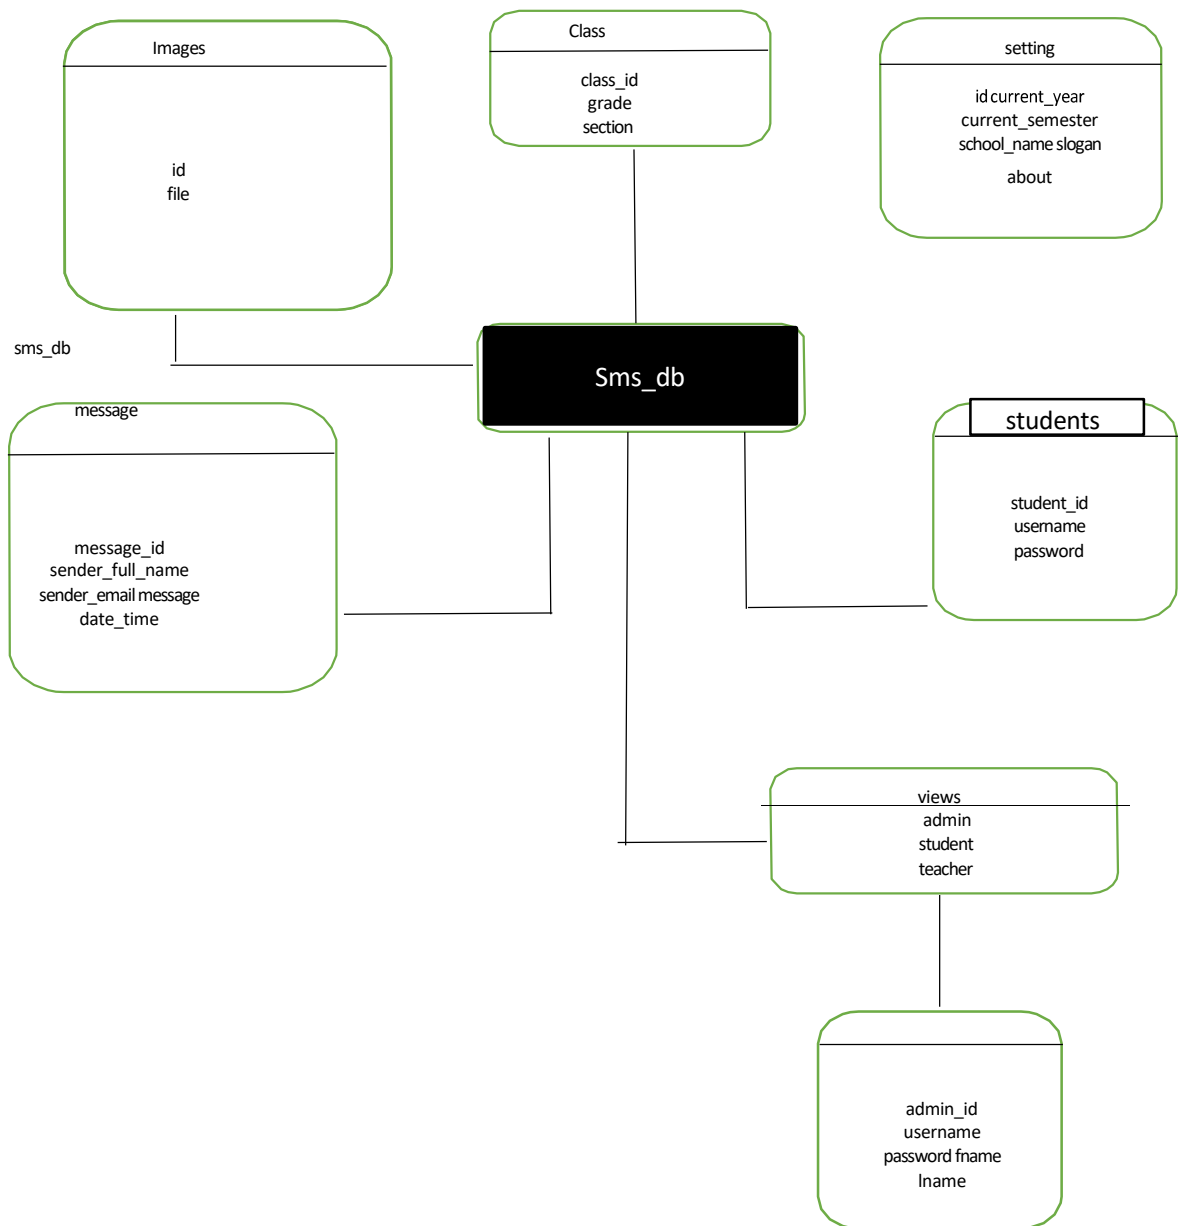 Images
id
file
Class
class_id
grade
section
setting
id current_year
current_semester
school_name slogan
about
sms_db
Sms_db
message
message_id
sender_full_name
sender_email message
date_time
students
student_id
username
password
views
admin
student
teacher
admin_id
username
password fname
lname